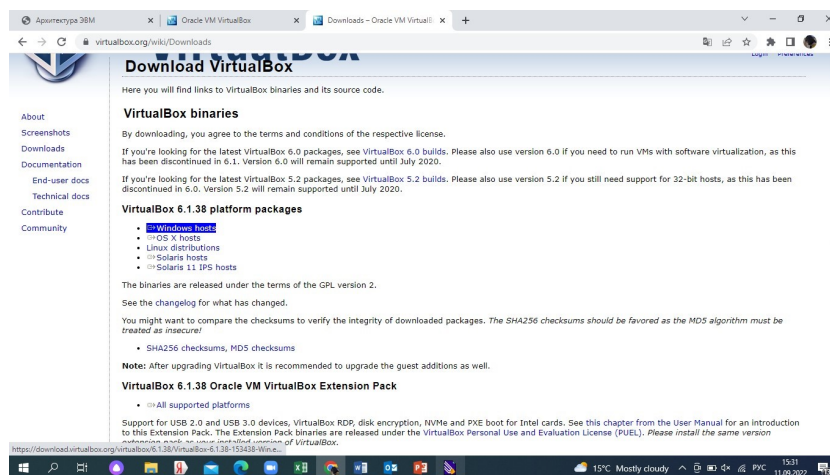 Архитектура ЭВМ
Oracle VM VirtualBox
Downloads – Oracle VM VirtualB
virtualbox.org/wiki/Downloads
VirtualBox
Login Preferences
Download VirtualBox
Here you will find links to VirtualBox binaries and its source code.
About
Screenshots
Downloads
Documentation
End-user docs
Technical docs
Contribute
Community
VirtualBox binaries
By downloading, you agree to the terms and conditions of the respective license.
If you're looking for the latest VirtualBox 6.0 packages, see VirtualBox 6.0 builds. Please also use version 6.0 if you need to run VMs with software virtualization, as this
has been discontinued in 6.1. Version 6.0 will remain supported until July 2020.
If you're looking for the latest VirtualBox 5.2 packages, see VirtualBox 5.2 builds. Please also use version 5.2 if you still need support for 32-bit hosts, as this has been
discontinued in 6.0. Version 5.2 will remain supported until July 2020.
VirtualBox 6.1.38 platform packages
Windows hosts
OS X hosts
Linux distributions
Solaris hosts
Solaris 11 IPS hosts
The binaries are released under the terms of the GPL version 2.
See the changelog for what has changed.
You might want to compare the checksums to verify the integrity of downloaded packages. The SHA256 checksums should be favored as the MD5 algorithm must be
treated as insecure!
SHA256 checksums, MD5 checksums
Note: After upgrading VirtualBox it is recommended to upgrade the guest additions as well.
VirtualBox 6.1.38 Oracle VM VirtualBox Extension Pack
All supported platforms
Support for USB 2.0 and USB 3.0 devices, VirtualBox RDP, disk encryption, NVMe and PXE boot for Intel cards. See this chapter from the User Manual for an introduction
to this Extension Pack. The Extension Pack binaries are released under the VirtualBox Personal Use and Evaluation License (PUEL). Please install the same version
extension pack as your installed version of VirtualBox.
https://download.virtualbox.org/virtualbox/6.1.38/VirtualBox-6.1.38-153438-Win.e...
15°C Mostly cloudy
РУС
15:31
11.09.2022